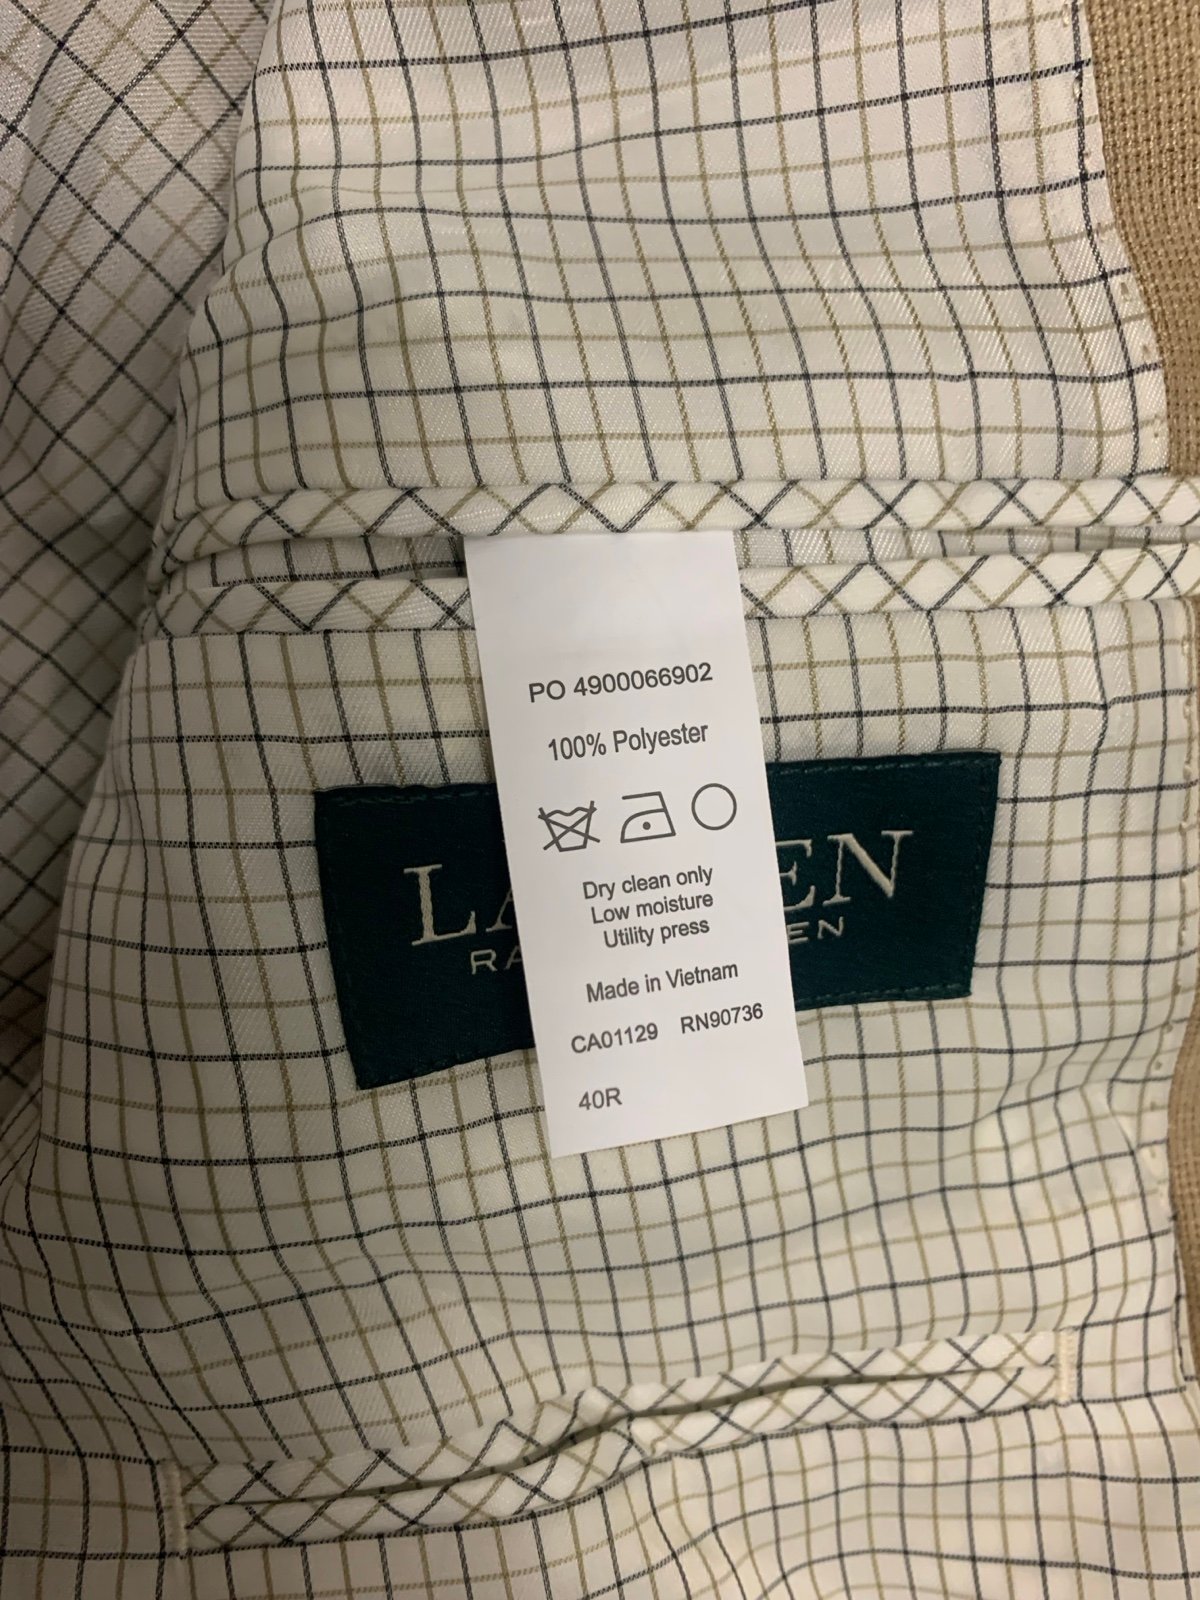 PO 4900066902
100% Polyester
Dry clean only
Low moisture
Utility press
Made in Vietnam
CA01129 RN90736
40R